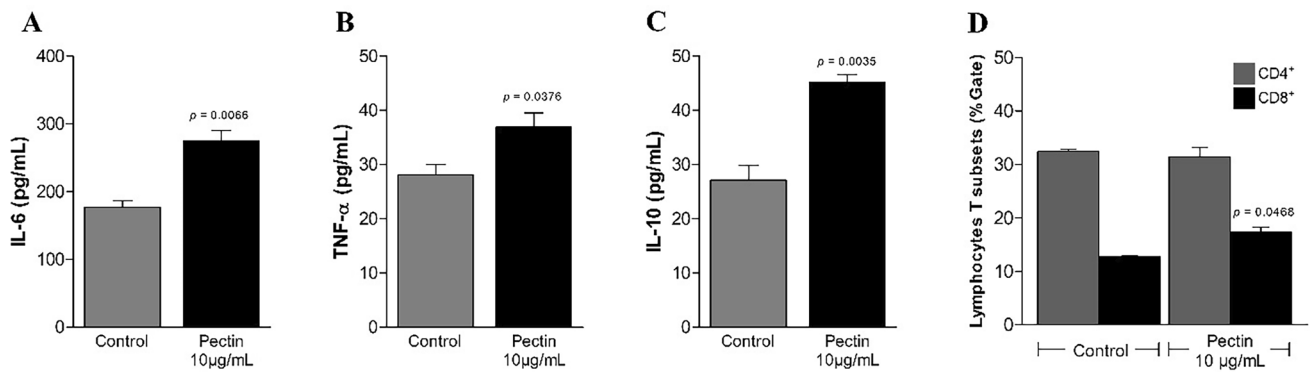 A
IL-6 (pg/mL)
400
300
200
100
0
p = 0.0066
Control
Pectin
10µg/mL
B
TNF-α (pg/mL)
50
40
30
20
10
0
p = 0.0376
Control
Pectin
10µg/mL
C
IL-10 (pg/mL)
50
40
30
20
10
0
p = 0.0035
Control
Pectin
10µg/mL
D
Lymphocytes T subsets (% Gate)
50
40
30
20
10
0
CD4⁺
CD8⁺
p = 0.0468
Control
Pectin
10 µg/mL